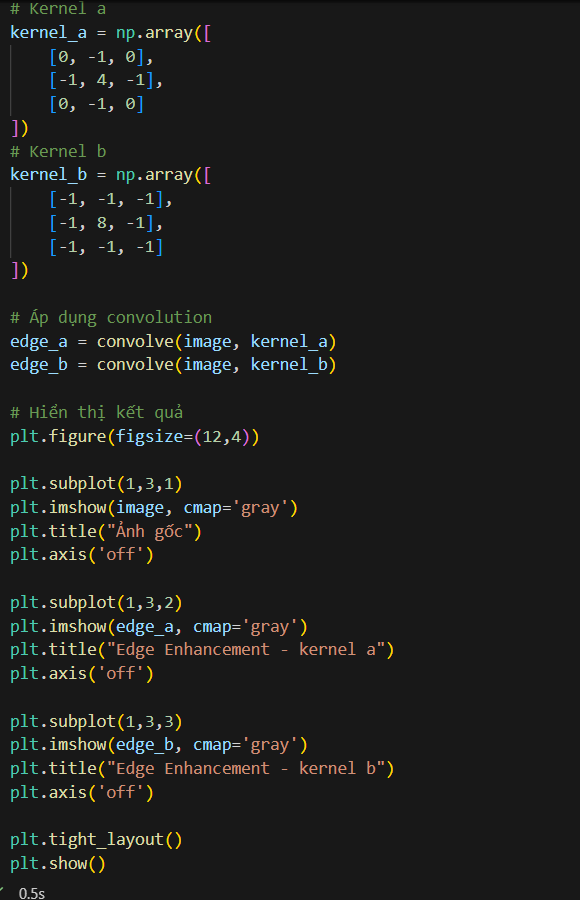 # Kernel a
kernel_a = np.array([
    [0, -1, 0],
    [-1, 4, -1],
    [0, -1, 0]
])
# Kernel b
kernel_b = np.array([
    [-1, -1, -1],
    [-1, 8, -1],
    [-1, -1, -1]
])

# Áp dụng convolution
edge_a = convolve(image, kernel_a)
edge_b = convolve(image, kernel_b)

# Hiển thị kết quả
plt.figure(figsize=(12,4))

plt.subplot(1,3,1)
plt.imshow(image, cmap='gray')
plt.title("Ảnh gốc")
plt.axis('off')

plt.subplot(1,3,2)
plt.imshow(edge_a, cmap='gray')
plt.title("Edge Enhancement - kernel a")
plt.axis('off')

plt.subplot(1,3,3)
plt.imshow(edge_b, cmap='gray')
plt.title("Edge Enhancement - kernel b")
plt.axis('off')

plt.tight_layout()
plt.show()
0.5s